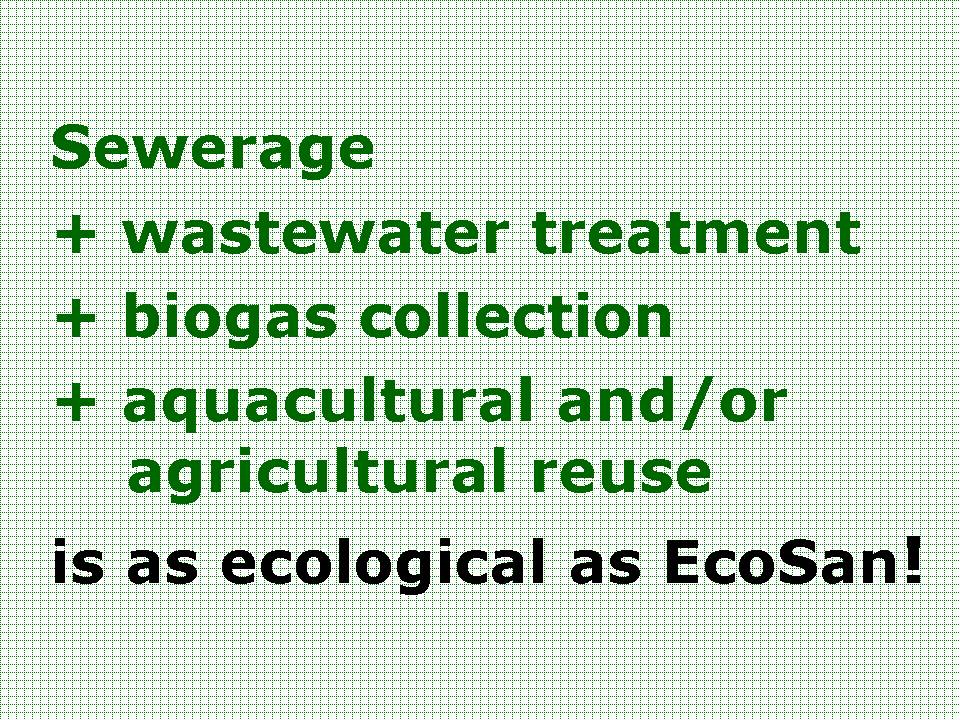 Sewerage
+ wastewater treatment
+ biogas collection
+ aquacultural and/or
agricultural reuse
is as ecological as EcoSan!